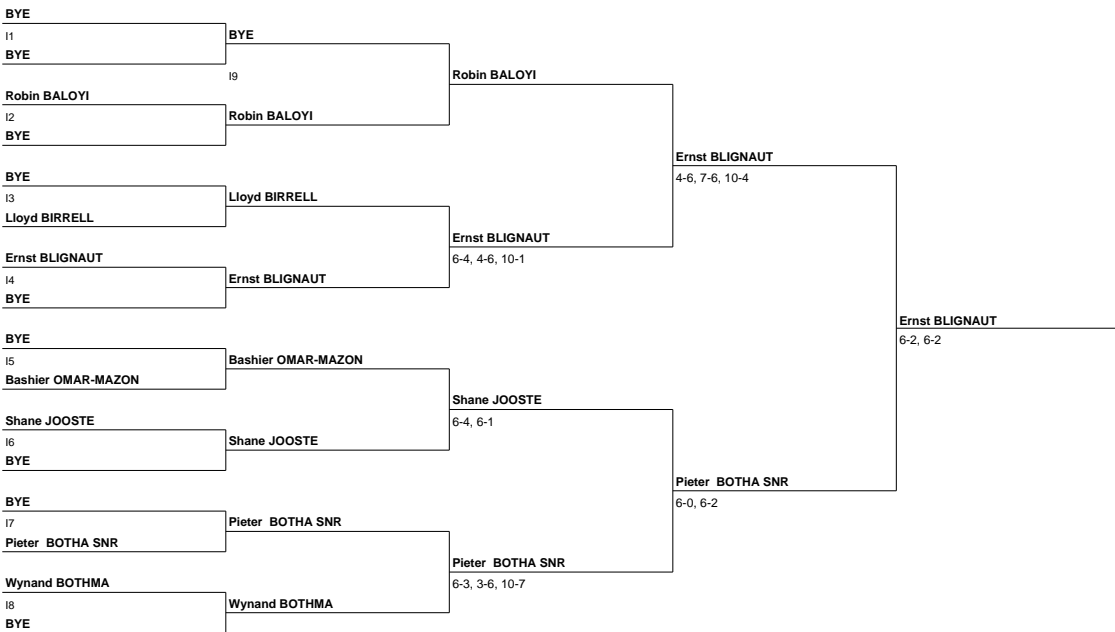 BYE
I1
BYE
BYE
I9
Robin BALOYI
I2
BYE
Robin BALOYI
Robin BALOYI
BYE
I3
Lloyd BIRRELL
Lloyd BIRRELL
Ernst BLIGNAUT
I4
BYE
Ernst BLIGNAUT
Ernst BLIGNAUT
6-4, 4-6, 10-1
Ernst BLIGNAUT
4-6, 7-6, 10-4
BYE
I5
Bashier OMAR-MAZON
Bashier OMAR-MAZON
Shane JOOSTE
I6
BYE
Shane JOOSTE
Shane JOOSTE
6-4, 6-1
BYE
I7
Pieter BOTHA SNR
Pieter BOTHA SNR
Wynand BOTHMA
I8
BYE
Wynand BOTHMA
Pieter BOTHA SNR
6-3, 3-6, 10-7
Pieter BOTHA SNR
6-0, 6-2
Ernst BLIGNAUT
6-2, 6-2